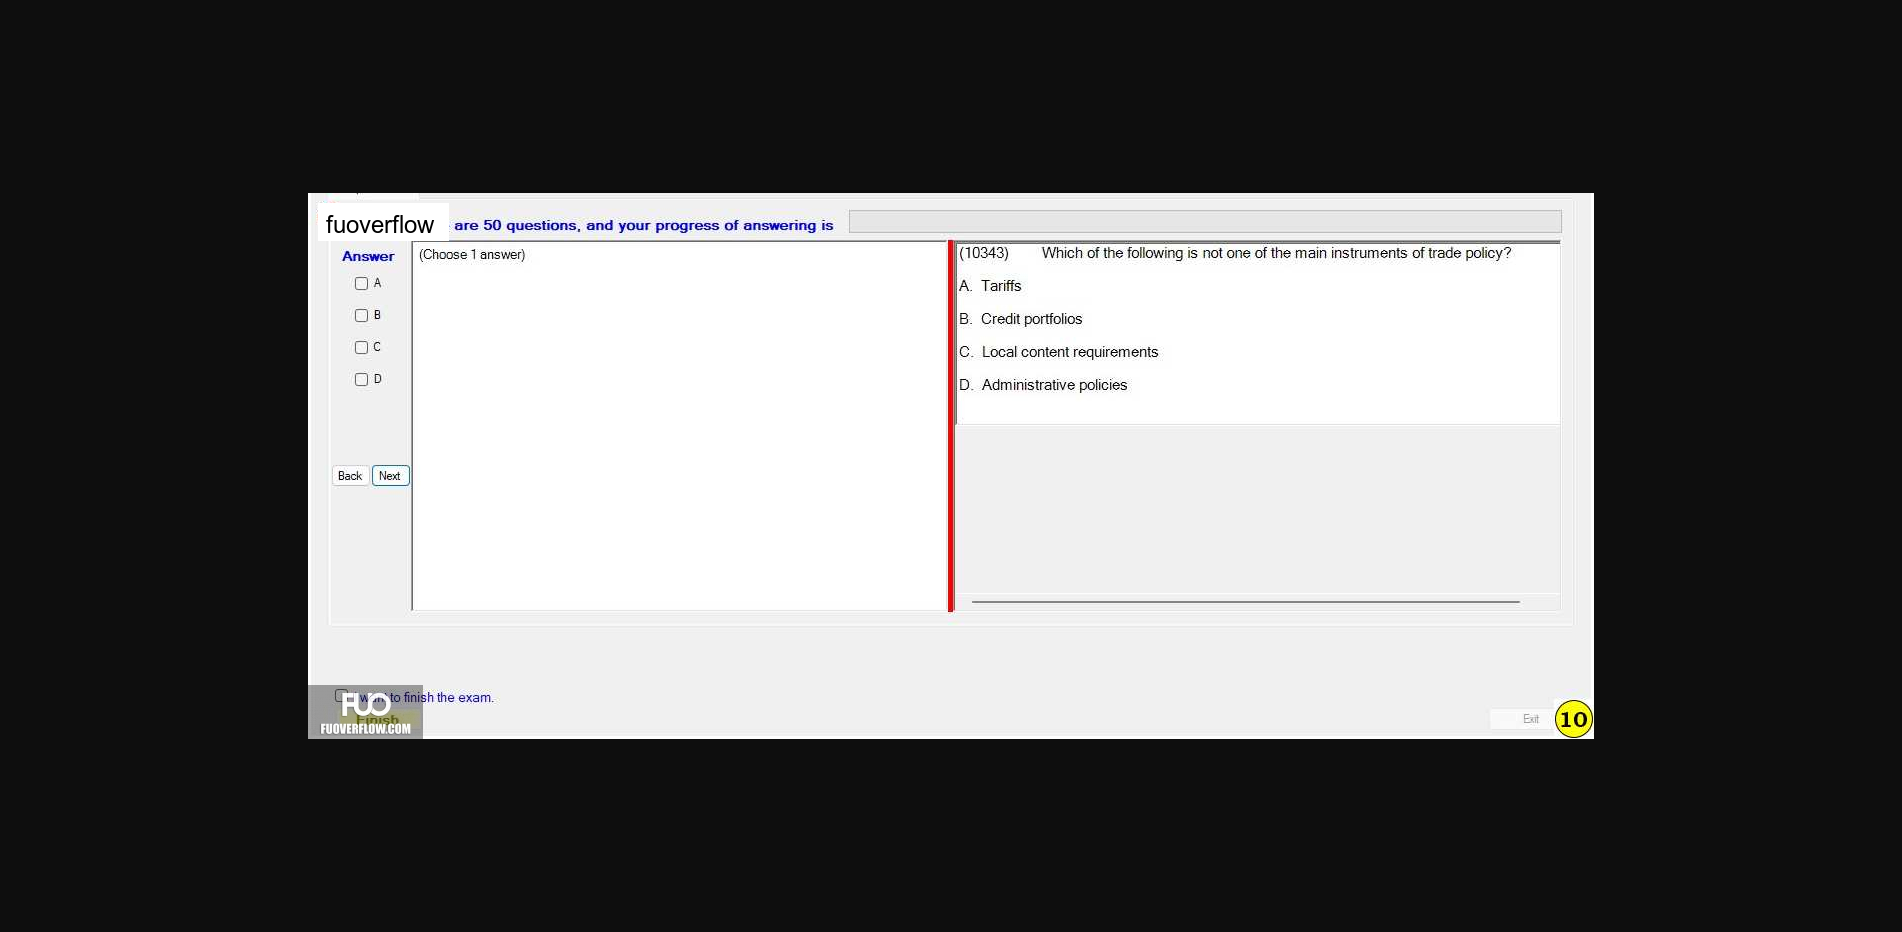 fuoverflow are 50 questions, and your progress of answering is
Answer
(Choose 1 answer)
A
B
C
D
Back Next
(10343) Which of the following is not one of the main instruments of trade policy?
A. Tariffs
B. Credit portfolios
C. Local content requirements
D. Administrative policies
want to finish the exam.
Finish
FUO
FUOVERFLOW.COM
Exit
10